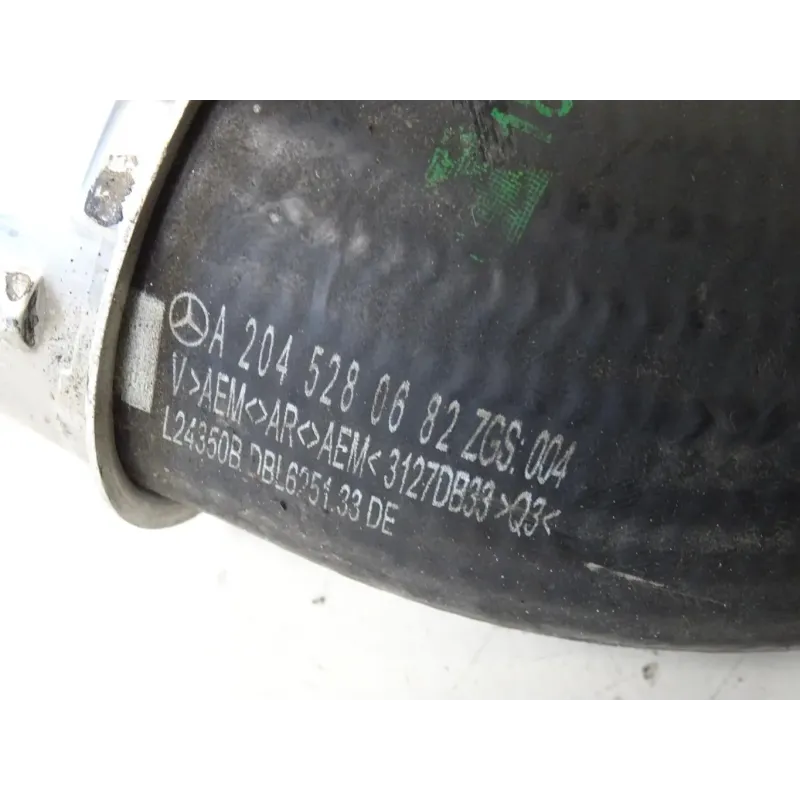 A 204 528 06 82 ZGS: 004
V>AEM<>AR<>AEM< 3127DB33 >Q3<
L24350B DBL6251.33 DE